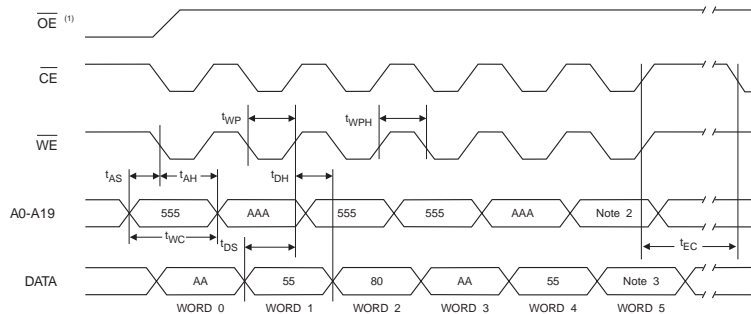 OE (1)
CE
tWP
tWPH
WE
tAS
tAH
tDH
A0-A19
555
AAA
555
555
AAA
Note 2
tWC
tDS
tEC
DATA
AA
55
80
AA
55
Note 3
WORD 0
WORD 1
WORD 2
WORD 3
WORD 4
WORD 5